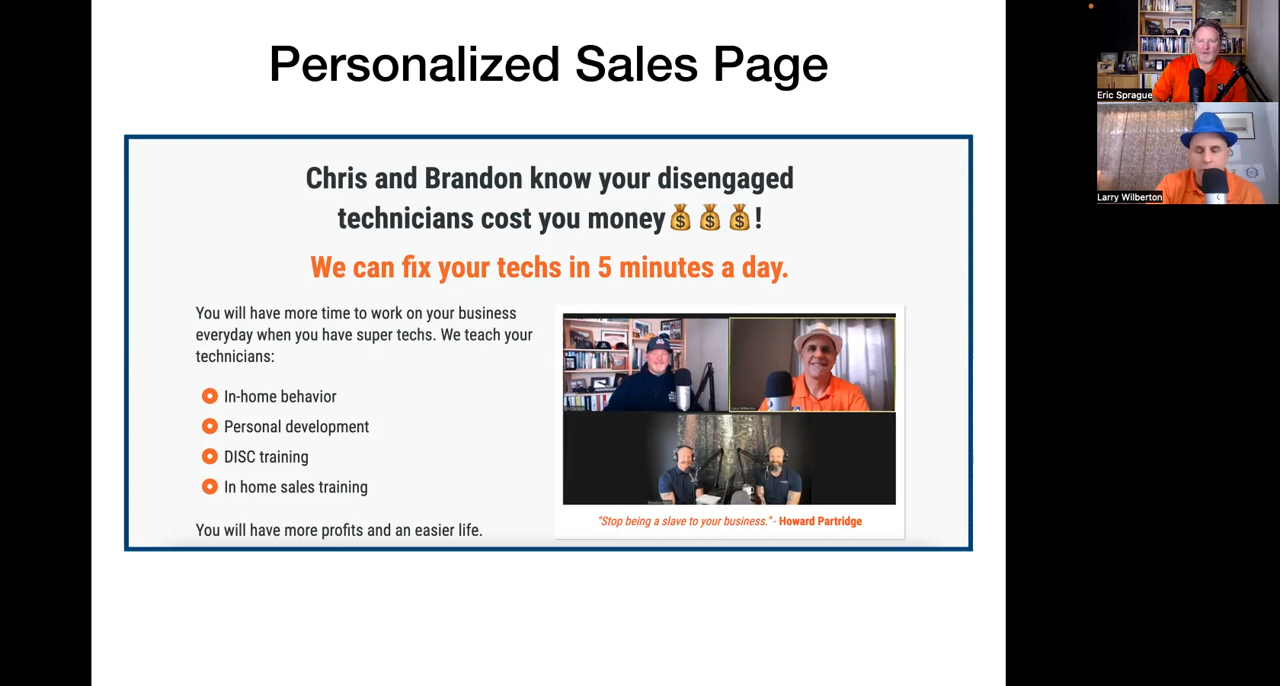 Personalized Sales Page
Chris and Brandon know your disengaged
technicians cost you money💰💰💰!
We can fix your techs in 5 minutes a day.
You will have more time to work on your business
everyday when you have super techs. We teach your
technicians:
In-home behavior
Personal development
DISC training
In home sales training
You will have more profits and an easier life.
"Stop being a slave to your business." - Howard Partridge
Eric Sprague
Larry Wilberton